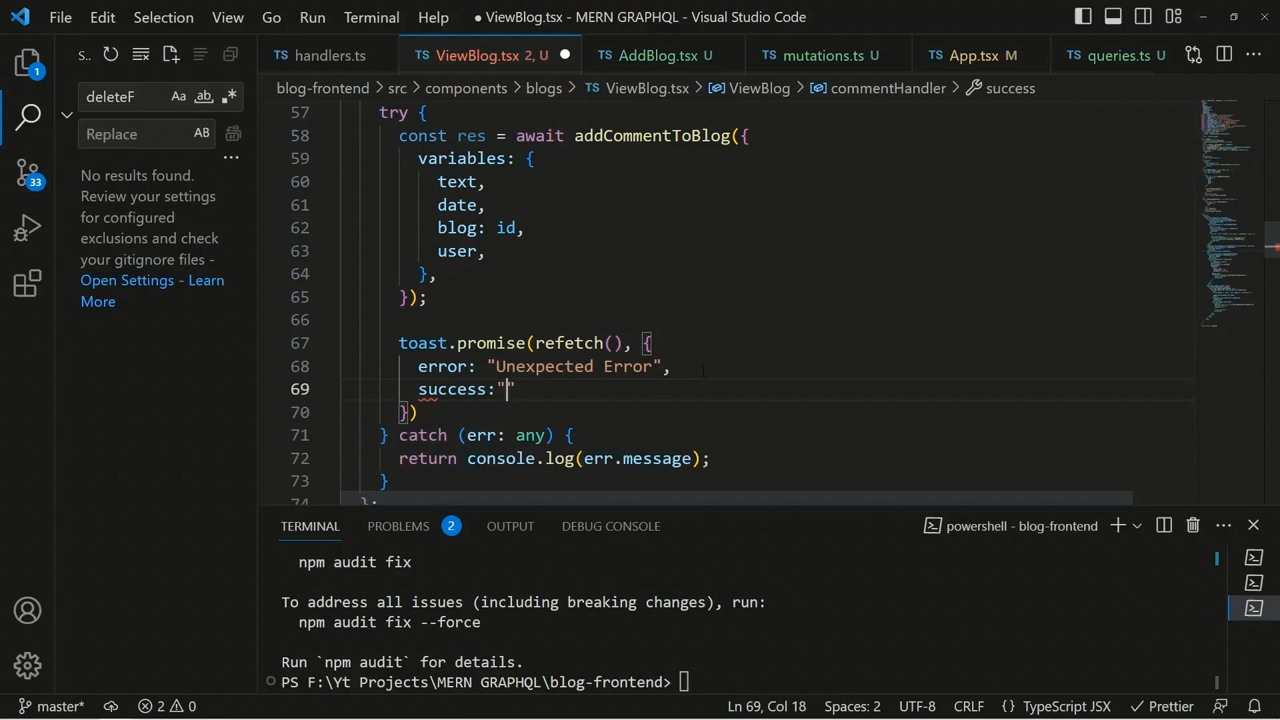 File Edit Selection View Go Run Terminal Help ● ViewBlog.tsx - MERN GRAPHQL - Visual Studio Code
S..
handlers.ts
ViewBlog.tsx 2, U
AddBlog.tsx U
mutations.ts U
App.tsx M
queries.ts U
1
deleteF
Aa ab
Replace
AB
blog-frontend > src > components > blogs > ViewBlog.tsx > ViewBlog > commentHandler > success
33
No results found.
Review your settings
for configured
exclusions and check
your gitignore files -
Open Settings - Learn
More
57 try {
58 const res = await addCommentToBlog({
59 variables: {
60 text,
61 date,
62 blog: id,
63 user,
64 },
65 });
66
67 toast.promise(refetch(), {
68 error: "Unexpected Error",
69 success:""
70 })
71 } catch (err: any) {
72 return console.log(err.message);
73 }
74 };
TERMINAL PROBLEMS 2 OUTPUT DEBUG CONSOLE
powershell - blog-frontend
npm audit fix
To address all issues (including breaking changes), run:
npm audit fix --force
Run `npm audit` for details.
PS F:\Yt Projects\MERN GRAPHQL\blog-frontend>
master* 2 0 Ln 69, Col 18 Spaces: 2 UTF-8 CRLF {} TypeScript JSX Prettier